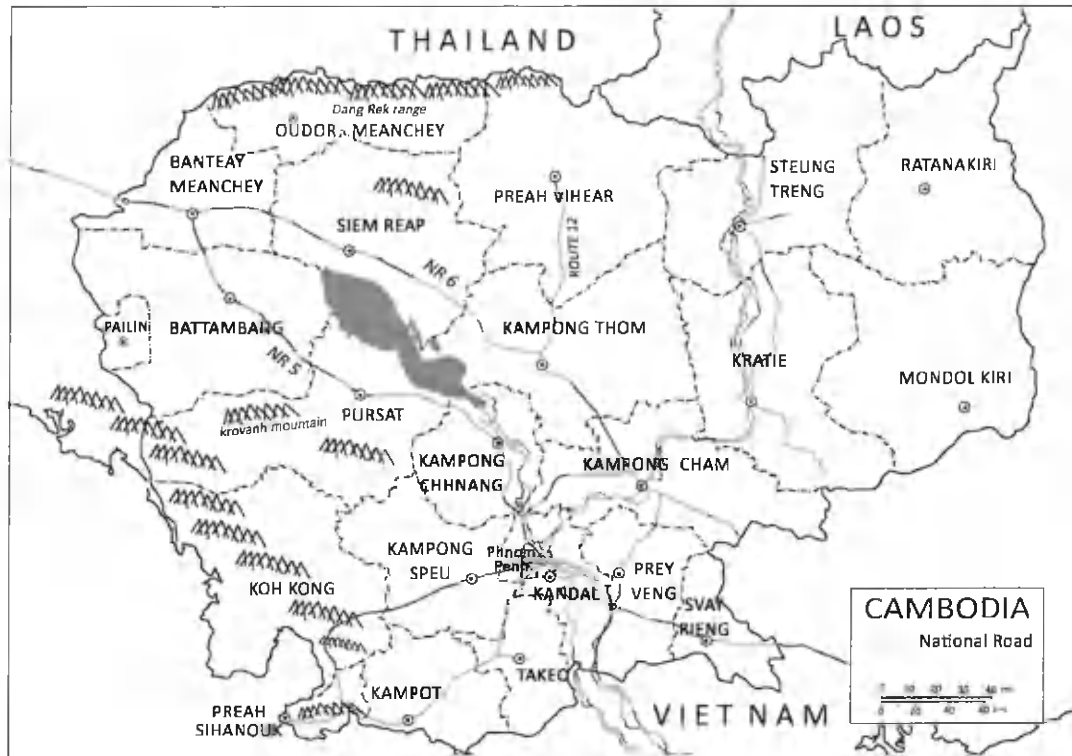 THAILAND
LAOS
Dang Rek range
MEANCHEY
BANTEAY
MEANCHEY
STEUNG
TRENG
RATANAKIRI
PREAH VIHEAR
SIEM REAP
ROUTE 12
NR 6
PAILIN
BATTAMBANG
KAMPONG THOM
NR 5
KRATIE
MONDOL KIRI
PURSAT
krovanh mountain
KAMPONG
CHHNANG
KAMPONG CHAM
KAMPONG
SPEU
Phnom
Penh
PREY
VENG
KANDAL
KOH KONG
SVAY
RIENG
TAKEO
KAMPOT
PREAH
SIHANOUK
VIET NAM
CAMBODIA
National Road